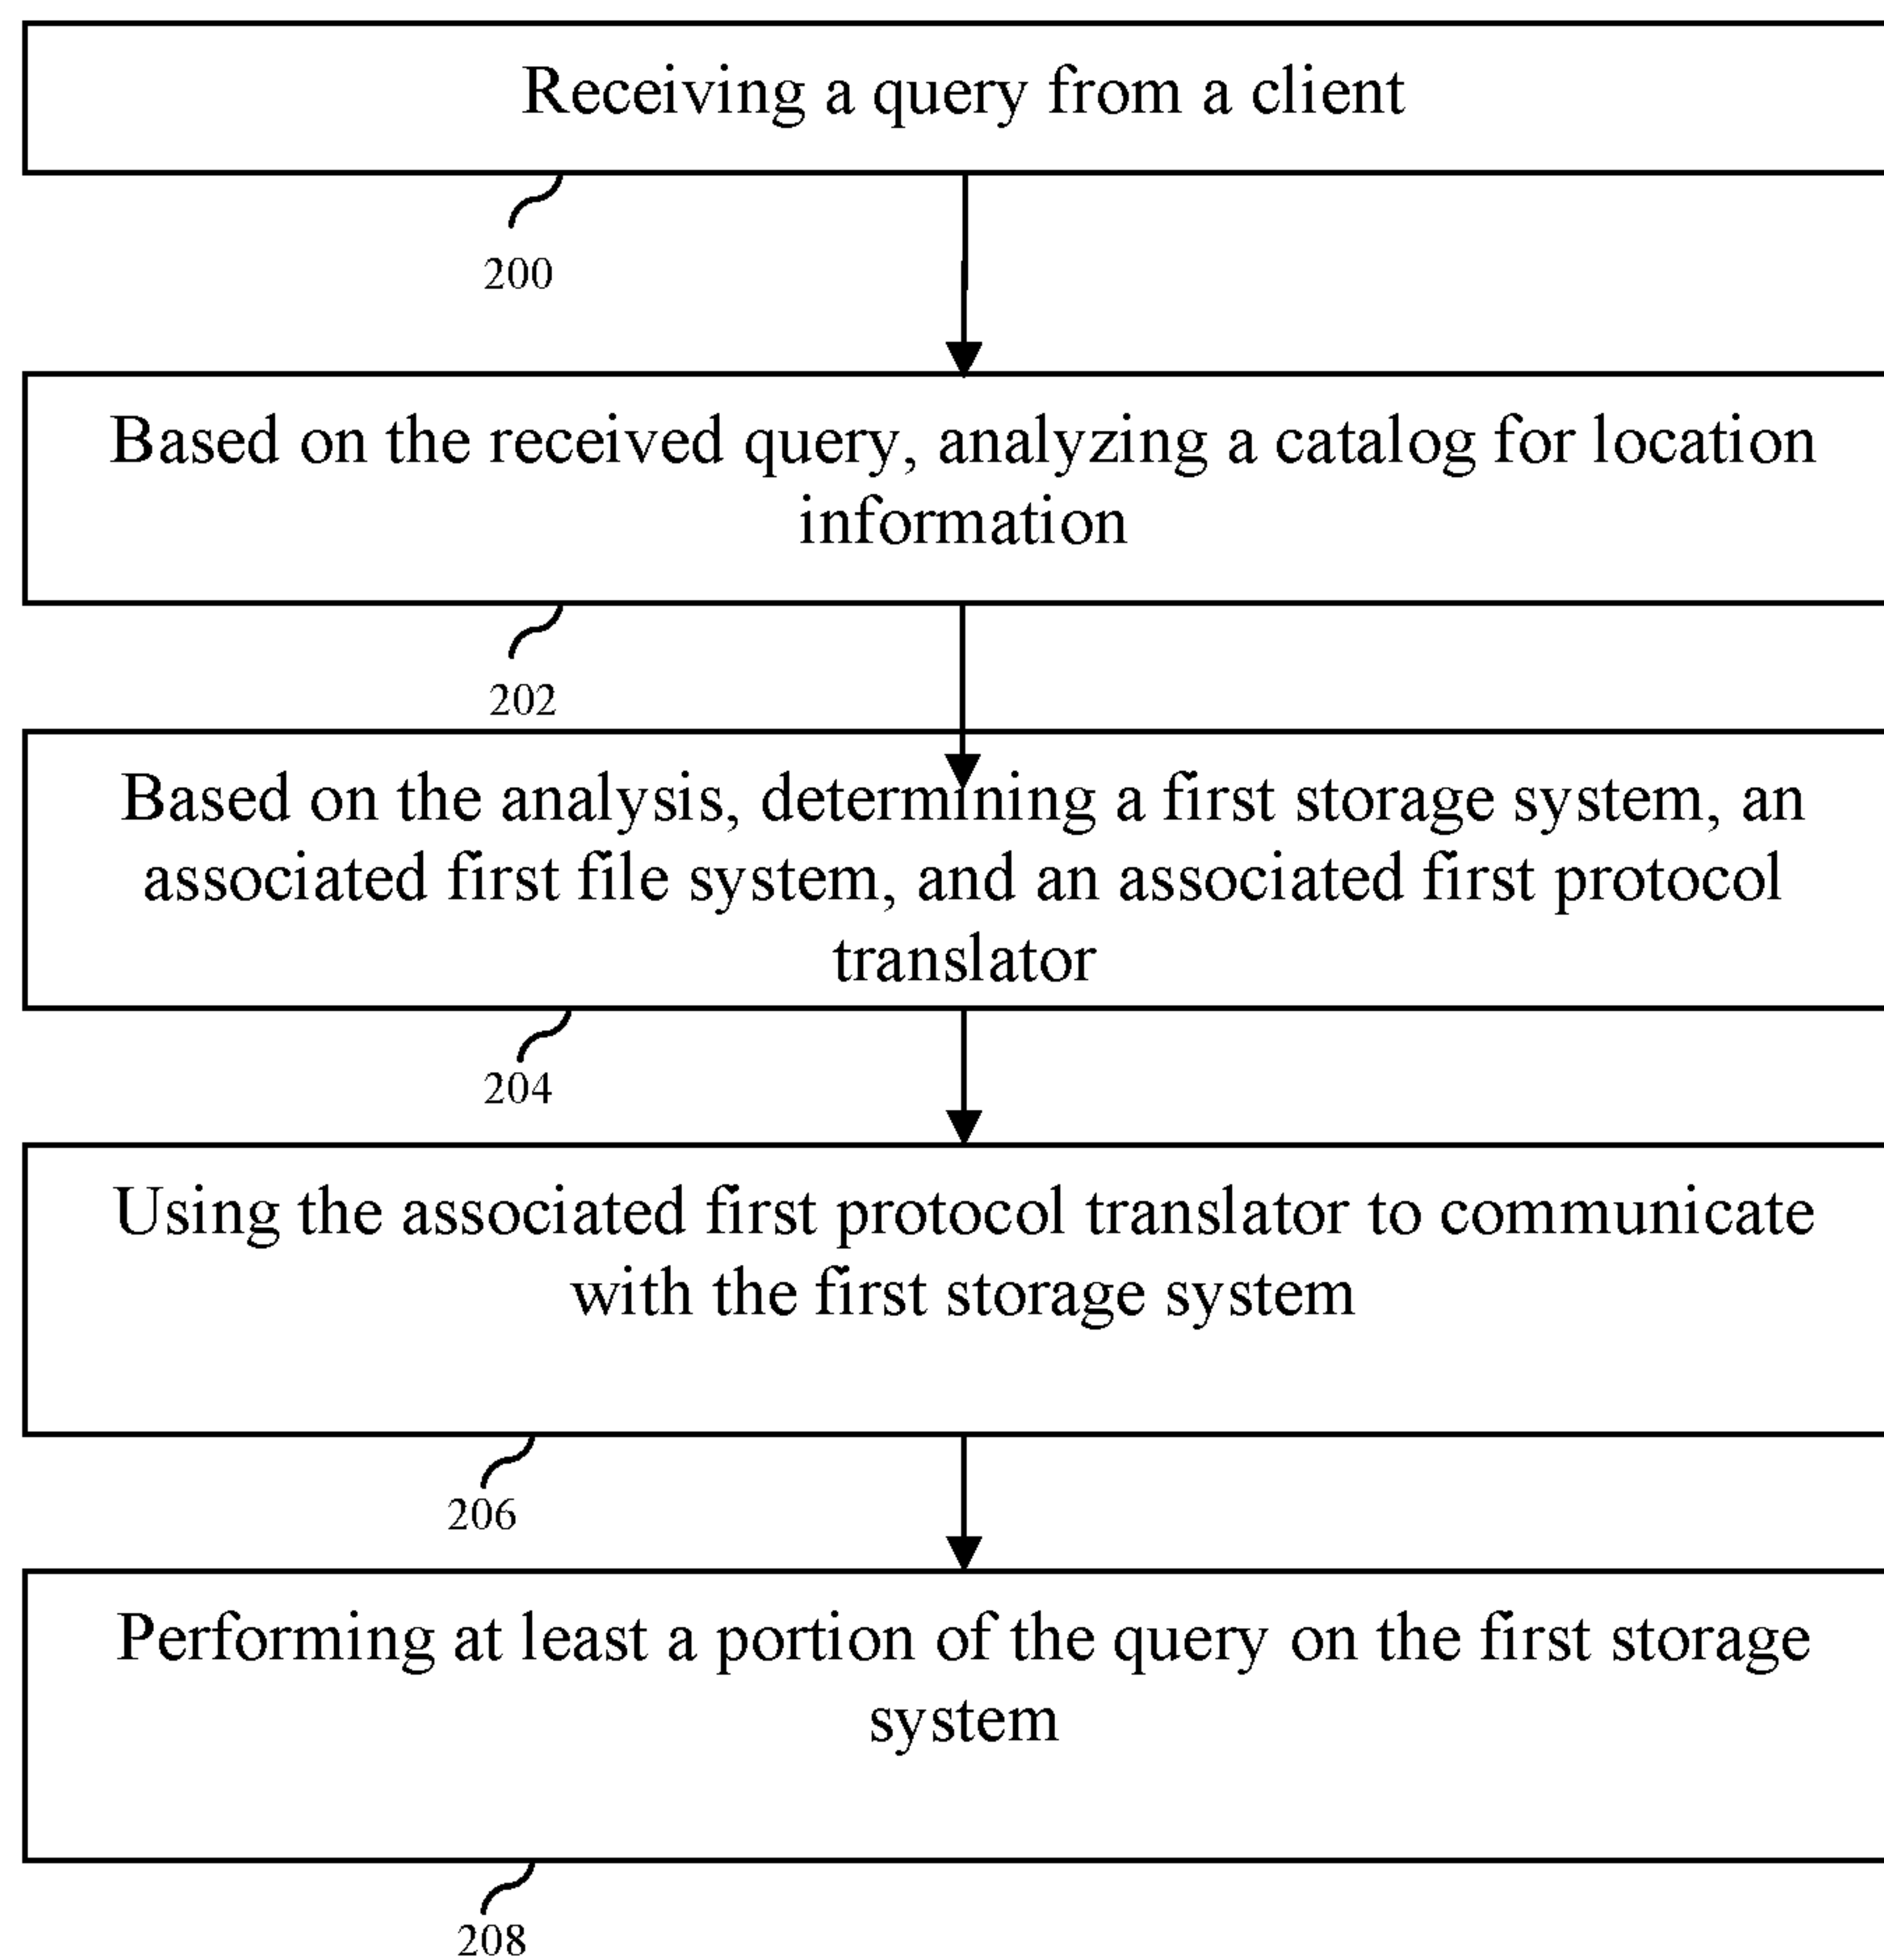 Receiving a query from a client
200
Based on the received query, analyzing a catalog for location
information
202
Based on the analysis, determining a first storage system, an
associated first file system, and an associated first protocol
translator
204
Using the associated first protocol translator to communicate
with the first storage system
206
Performing at least a portion of the query on the first storage
system
208